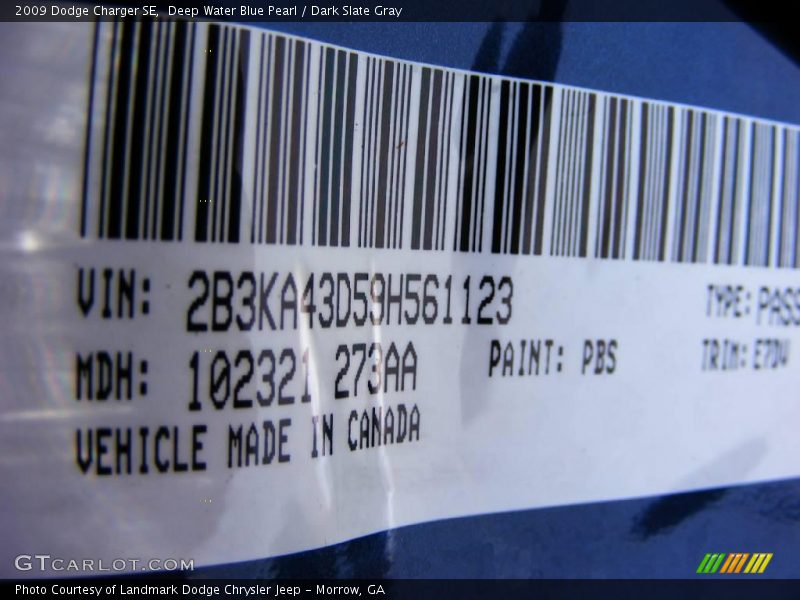 2009 Dodge Charger SE, Deep Water Blue Pearl / Dark Slate Gray
VIN: 2B3KA43D59H561123 TYPE: PASS
MDH: 102321 273AA PAINT: PBS TRIM: E7DV
VEHICLE MADE IN CANADA
GTCARLOT.COM
Photo Courtesy of Landmark Dodge Chrysler Jeep - Morrow, GA